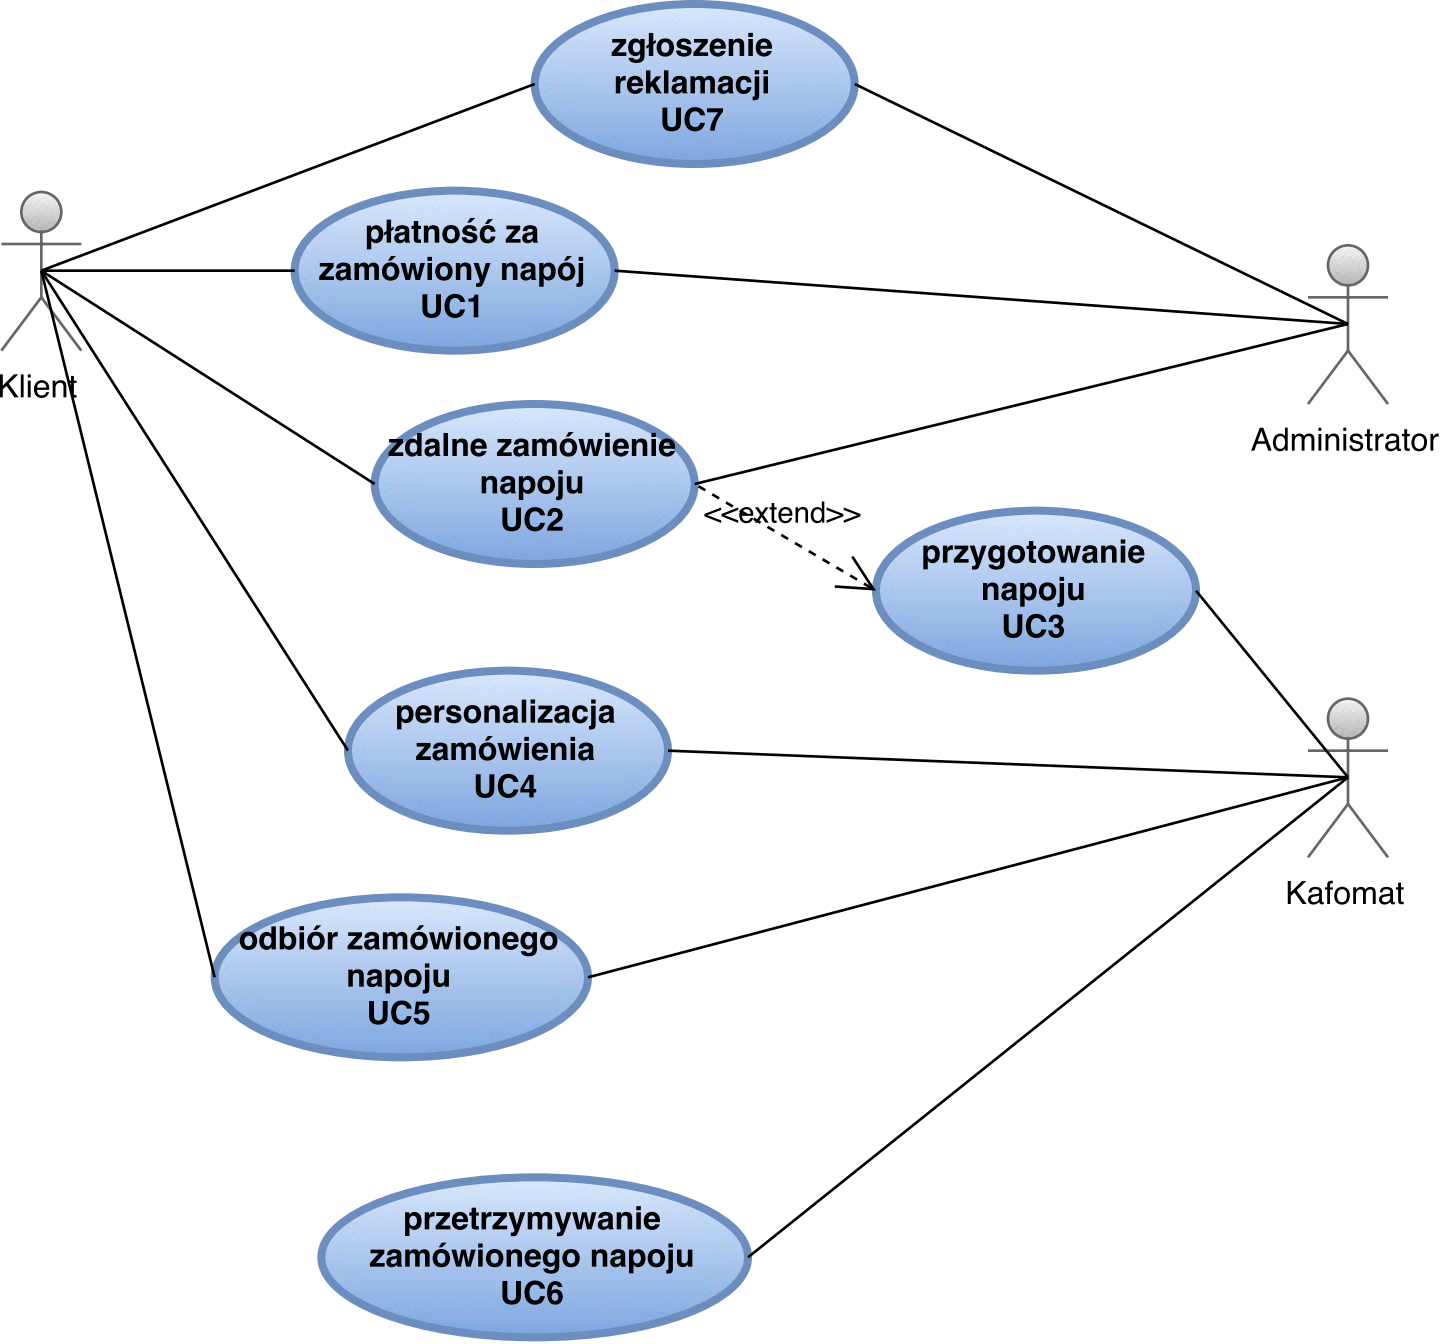 zgłoszenie
reklamacji
UC7
płatność za
zamówiony napój
UC1
Klient
Administrator
zdalne zamówienie
napoju
UC2
<<extend>>
przygotowanie
napoju
UC3
personalizacja
zamówienia
UC4
Kafomat
odbiór zamówionego
napoju
UC5
przetrzymywanie
zamówionego napoju
UC6